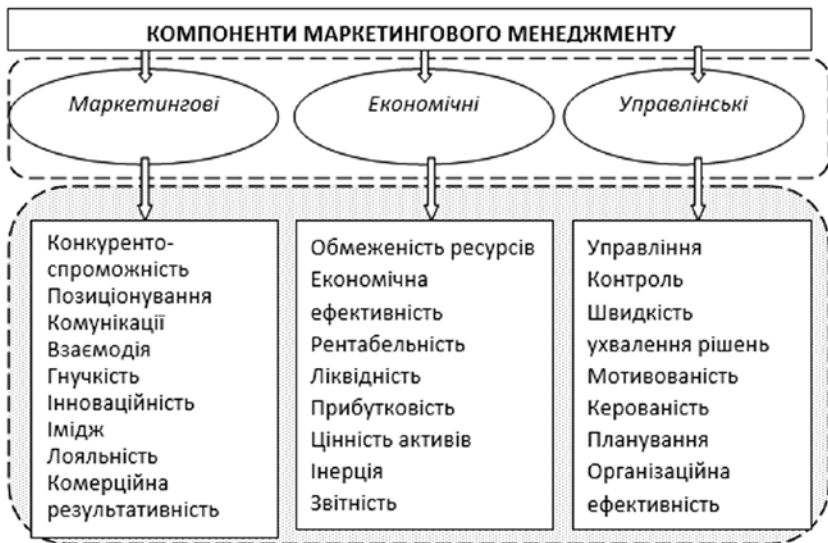 КОМПОНЕНТИ МАРКЕТИНГОВОГО МЕНЕДЖМЕНТУ
Маркетингові
Економічні
Управлінські
Конкуренто-
спроможність
Позиціонування
Комунікації
Взаємодія
Гнучкість
Інноваційність
Імідж
Лояльність
Комерційна
результативність
Обмеженість ресурсів
Економічна
ефективність
Рентабельність
Ліквідність
Прибутковість
Цінність активів
Інерція
Звітність
Управління
Контроль
Швидкість
ухвалення рішень
Мотивованість
Керованість
Планування
Організаційна
ефективність